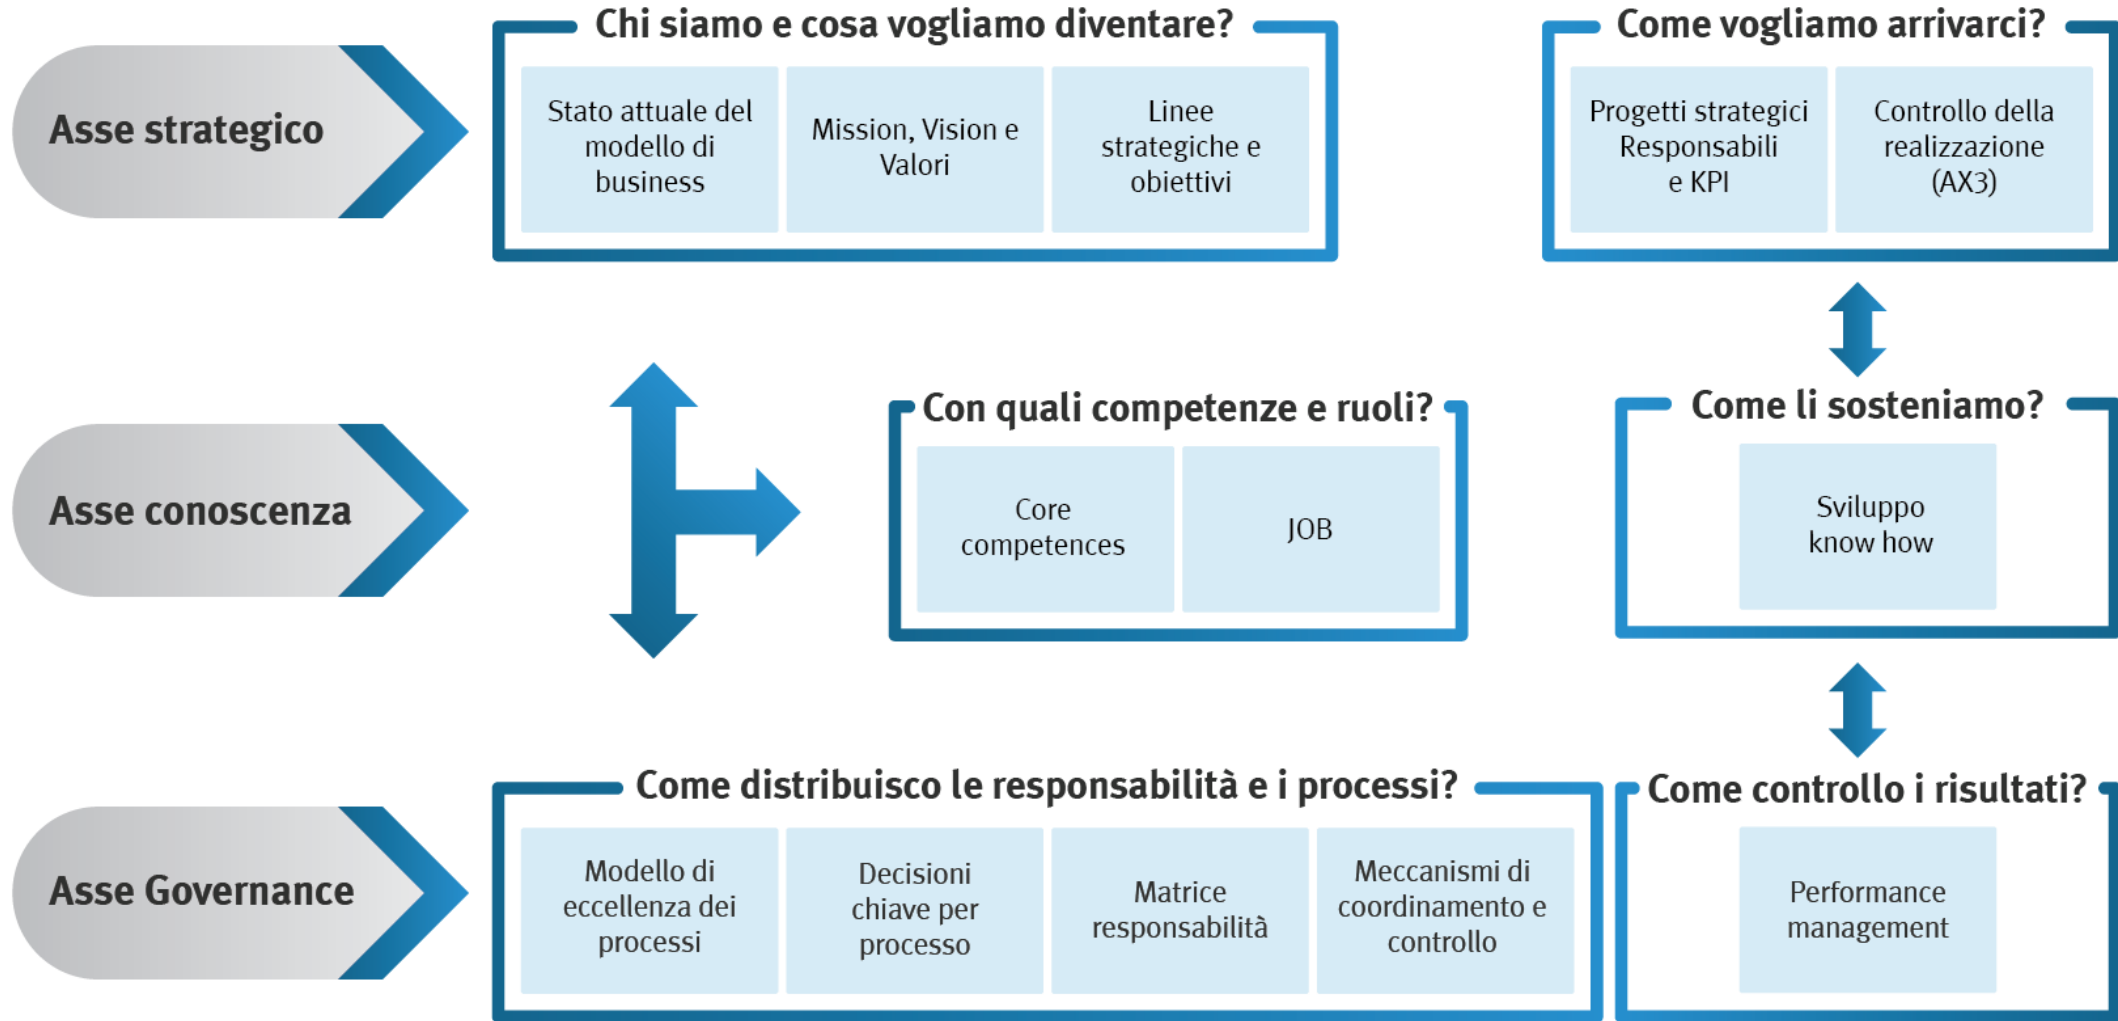 Chi siamo e cosa vogliamo diventare?
Come vogliamo arrivarci?
Asse strategico
Stato attuale del
modello di
business
Mission, Vision e
Valori
Linee
strategiche e
obiettivi
Progetti strategici
Responsabili
e KPI
Controllo della
realizzazione
(AX3)
Con quali competenze e ruoli?
Come li sosteniamo?
Asse conoscenza
Core
competences
JOB
Sviluppo
know how
Come distribuisco le responsabilità e i processi?
Come controllo i risultati?
Asse Governance
Modello di
eccellenza dei
processi
Decisioni
chiave per
processo
Matrice
responsabilità
Meccanismi di
coordinamento e
controllo
Performance
management